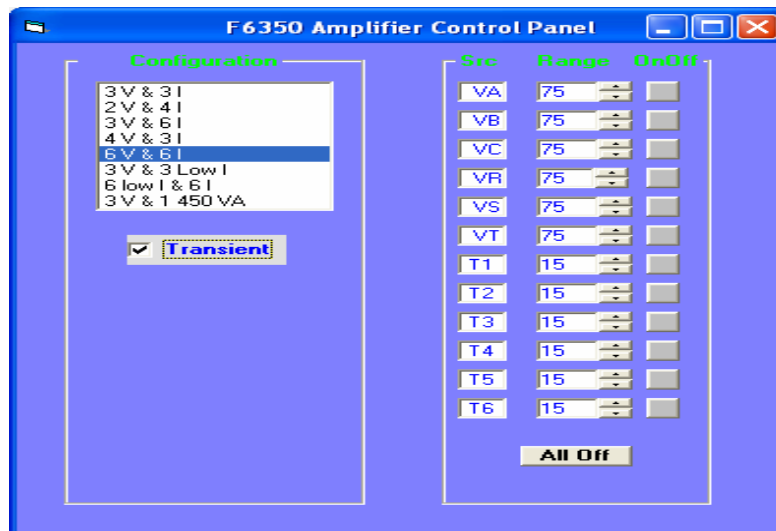 F6350 Amplifier Control Panel
Configuration
3 V & 3 I
2 V & 4 I
3 V & 6 I
4 V & 3 I
6 V & 6 I
3 V & 3 Low I
6 low I & 6 I
3 V & 1 450 VA
Transient
Src Range OnOff
VA 75
VB 75
VC 75
VR 75
VS 75
VT 75
T1 15
T2 15
T3 15
T4 15
T5 15
T6 15
All Off